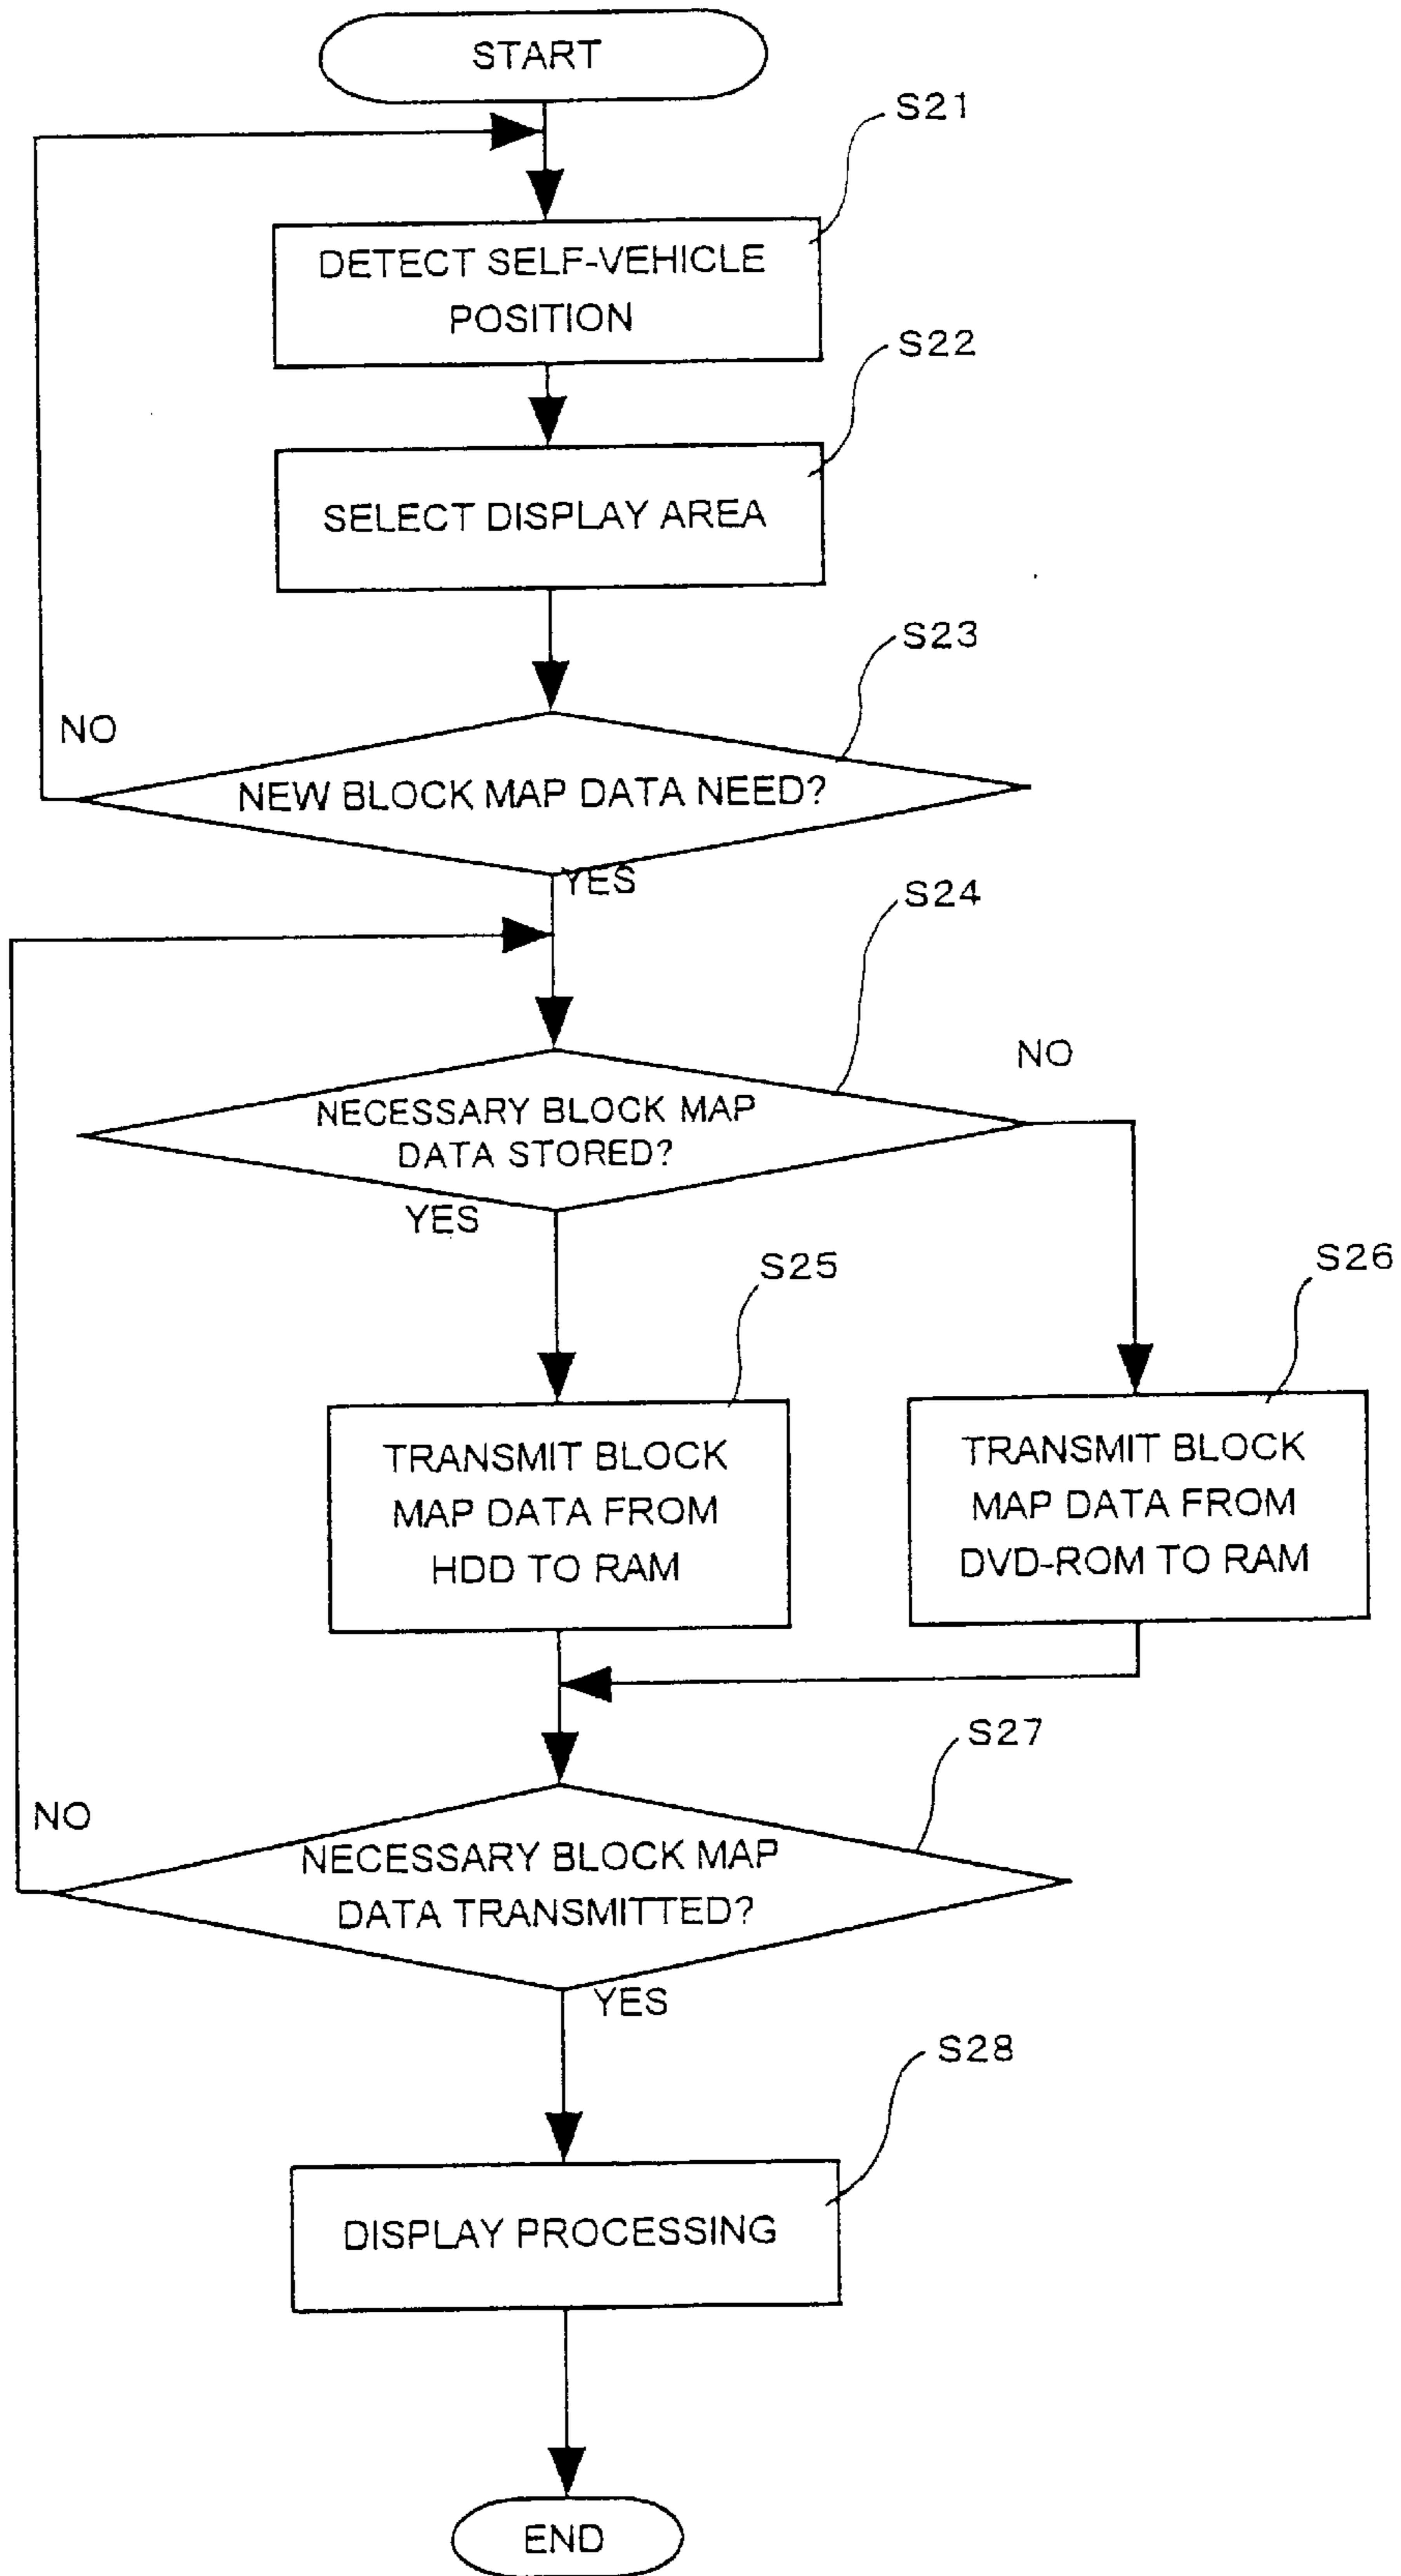 START
S21
DETECT SELF-VEHICLE
POSITION
S22
SELECT DISPLAY AREA
S23
NO
NEW BLOCK MAP DATA NEED?
YES
S24
NO
NECESSARY BLOCK MAP
DATA STORED?
YES
S25
S26
TRANSMIT BLOCK
MAP DATA FROM
HDD TO RAM
TRANSMIT BLOCK
MAP DATA FROM
DVD-ROM TO RAM
S27
NO
NECESSARY BLOCK MAP
DATA TRANSMITTED?
YES
S28
DISPLAY PROCESSING
END